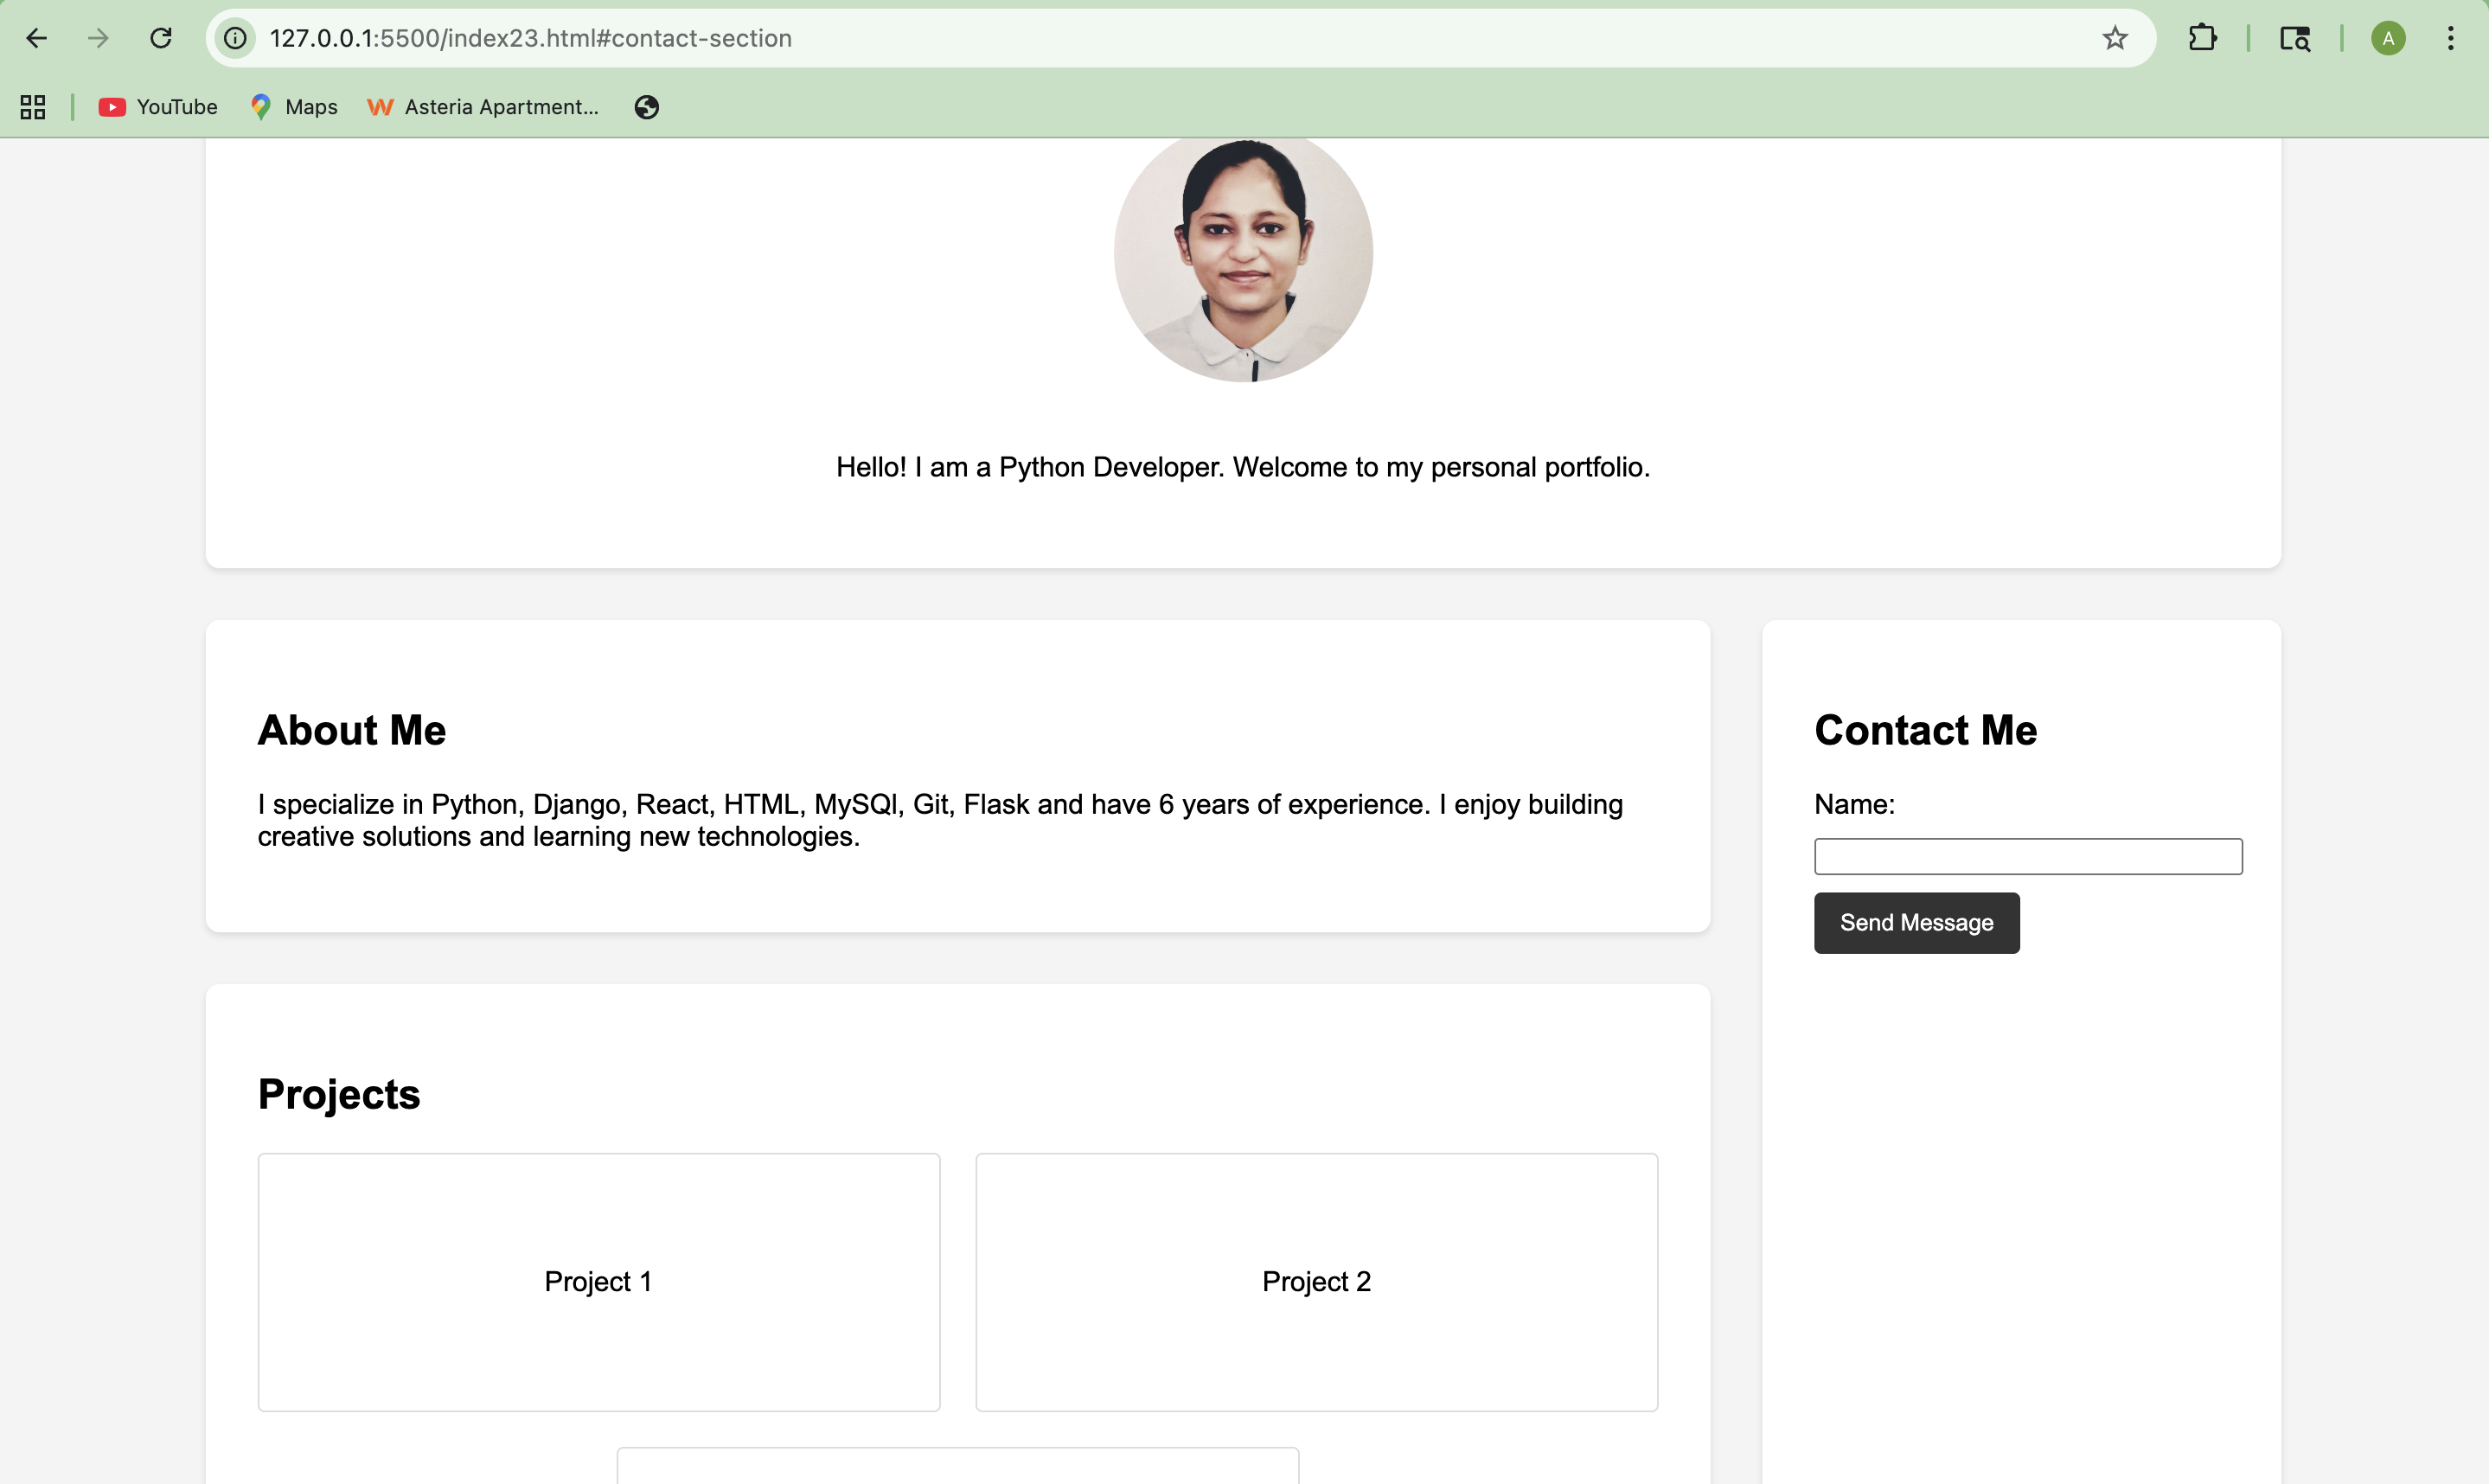 127.0.0.1:5500/index23.html#contact-section
A
YouTube
Maps
Asteria Apartment...
Hello! I am a Python Developer. Welcome to my personal portfolio.
About Me
I specialize in Python, Django, React, HTML, MySQl, Git, Flask and have 6 years of experience. I enjoy building
creative solutions and learning new technologies.
Contact Me
Name:
Send Message
Projects
Project 1
Project 2